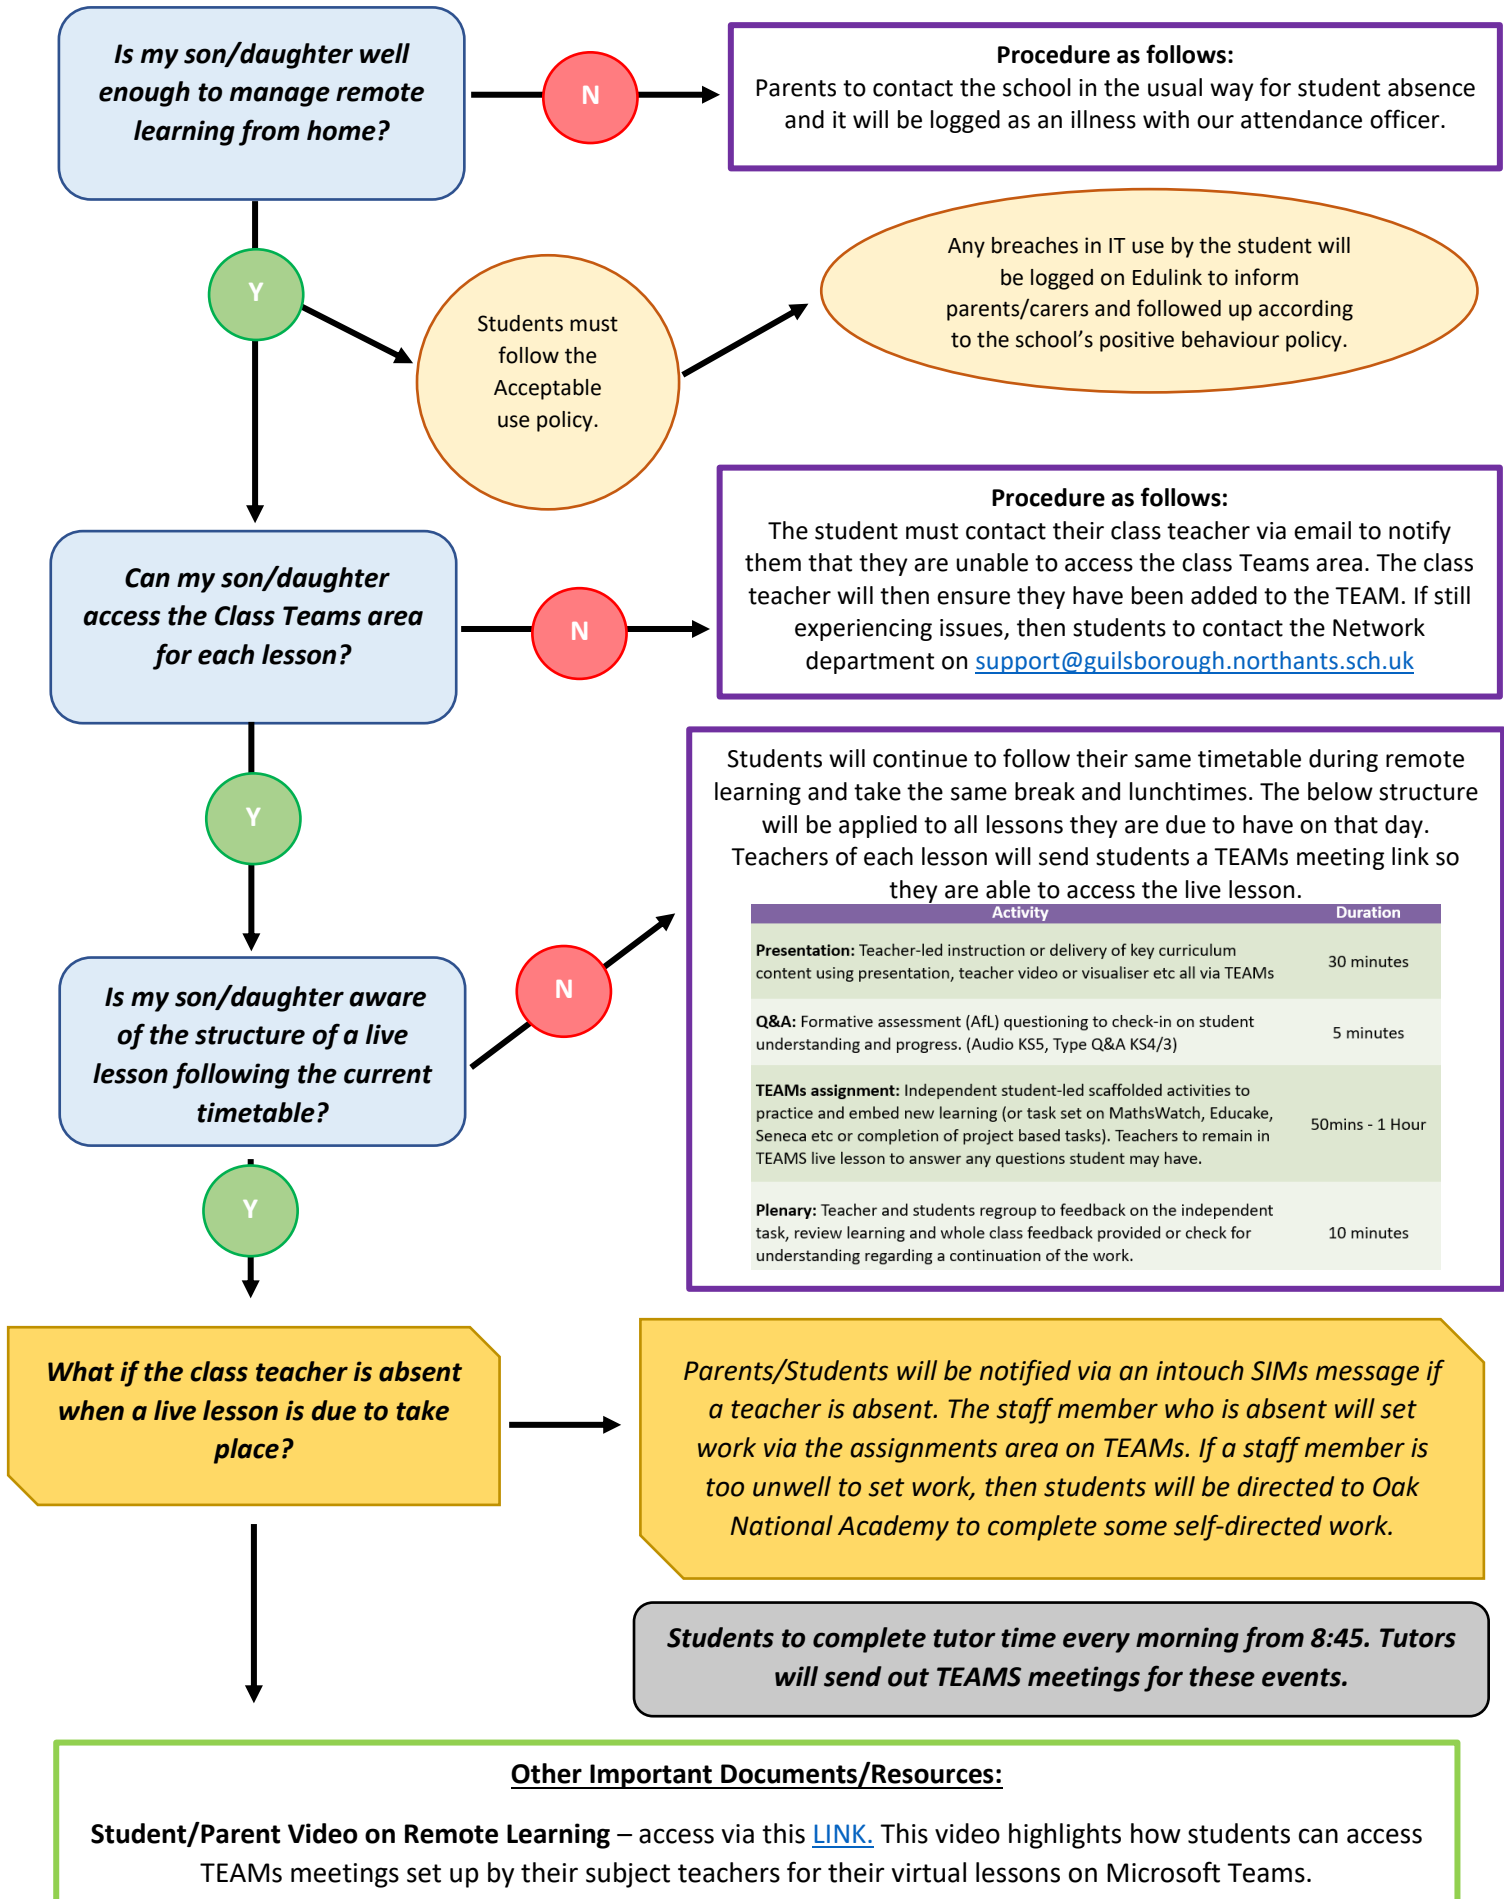 Is my son/daughter well
enough to manage remote
learning from home?
N
Procedure as follows:
Parents to contact the school in the usual way for student absence
and it will be logged as an illness with our attendance officer.
Y
Students must
follow the
Acceptable
use policy.
Any breaches in IT use by the student will
be logged on Edulink to inform
parents/carers and followed up according
to the school’s positive behaviour policy.
Can my son/daughter
access the Class Teams area
for each lesson?
N
Procedure as follows:
The student must contact their class teacher via email to notify
them that they are unable to access the class Teams area. The class
teacher will then ensure they have been added to the TEAM. If still
experiencing issues, then students to contact the Network
department on support@guilsborough.northants.sch.uk
Y
Is my son/daughter aware
of the structure of a live
lesson following the current
timetable?
N
Students will continue to follow their same timetable during remote
learning and take the same break and lunchtimes. The below structure
will be applied to all lessons they are due to have on that day.
Teachers of each lesson will send students a TEAMs meeting link so
they are able to access the live lesson.
Activity Duration
Presentation: Teacher-led instruction or delivery of key curriculum
content using presentation, teacher video or visualiser etc all via TEAMs
30 minutes
Q&A: Formative assessment (AfL) questioning to check-in on student
understanding and progress. (Audio KS5, Type Q&A KS4/3)
5 minutes
TEAMs assignment: Independent student-led scaffolded activities to
practice and embed new learning (or task set on MathsWatch, Educake,
Seneca etc or completion of project based tasks). Teachers to remain in
TEAMS live lesson to answer any questions student may have.
50mins - 1 Hour
Plenary: Teacher and students regroup to feedback on the independent
task, review learning and whole class feedback provided or check for
understanding regarding a continuation of the work.
10 minutes
Y
What if the class teacher is absent
when a live lesson is due to take
place?
Parents/Students will be notified via an intouch SIMs message if
a teacher is absent. The staff member who is absent will set
work via the assignments area on TEAMs. If a staff member is
too unwell to set work, then students will be directed to Oak
National Academy to complete some self-directed work.
Students to complete tutor time every morning from 8:45. Tutors
will send out TEAMS meetings for these events.
Other Important Documents/Resources:
Student/Parent Video on Remote Learning – access via this LINK. This video highlights how students can access
TEAMs meetings set up by their subject teachers for their virtual lessons on Microsoft Teams.